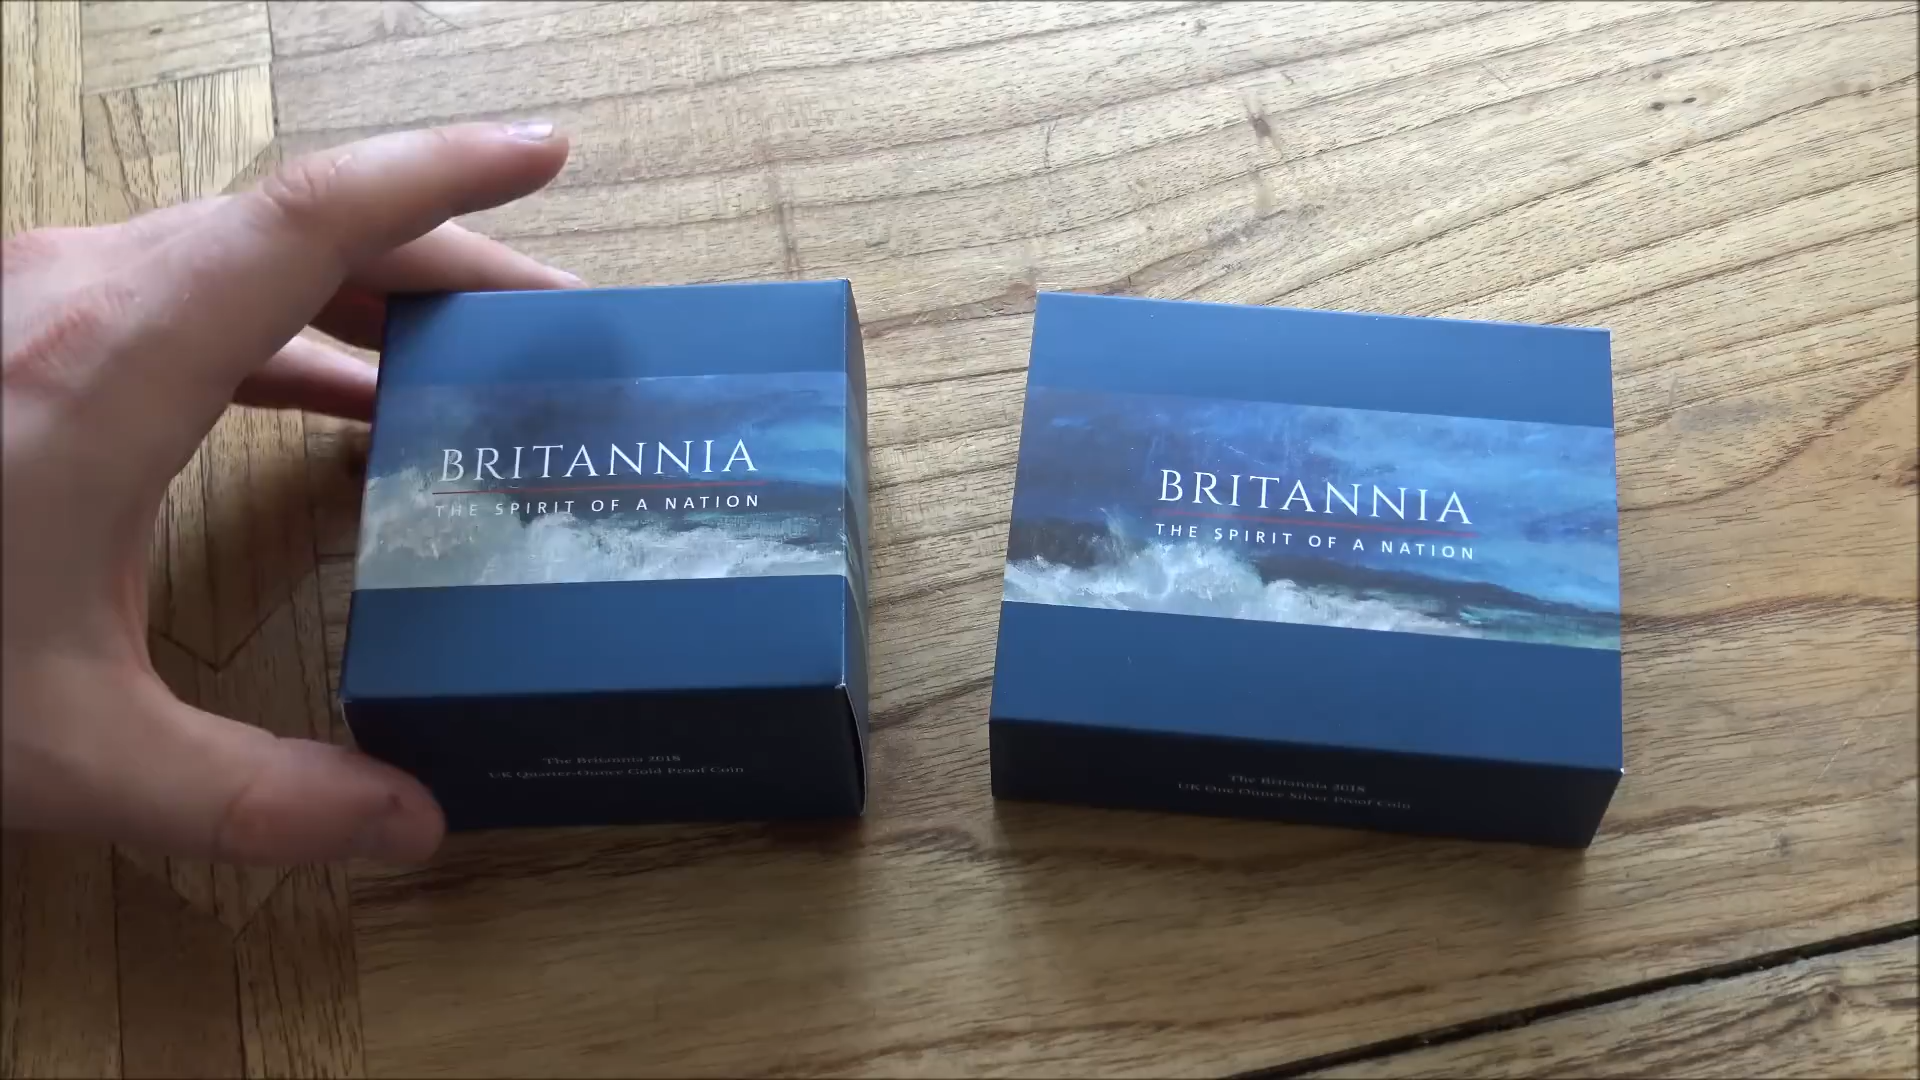 BRITANNIA
THE SPIRIT OF A NATION
The Britannia 2018
UK Quarter-Ounce Gold Proof Coin
BRITANNIA
THE SPIRIT OF A NATION
The Britannia 2018
UK One Ounce Silver Proof Coin